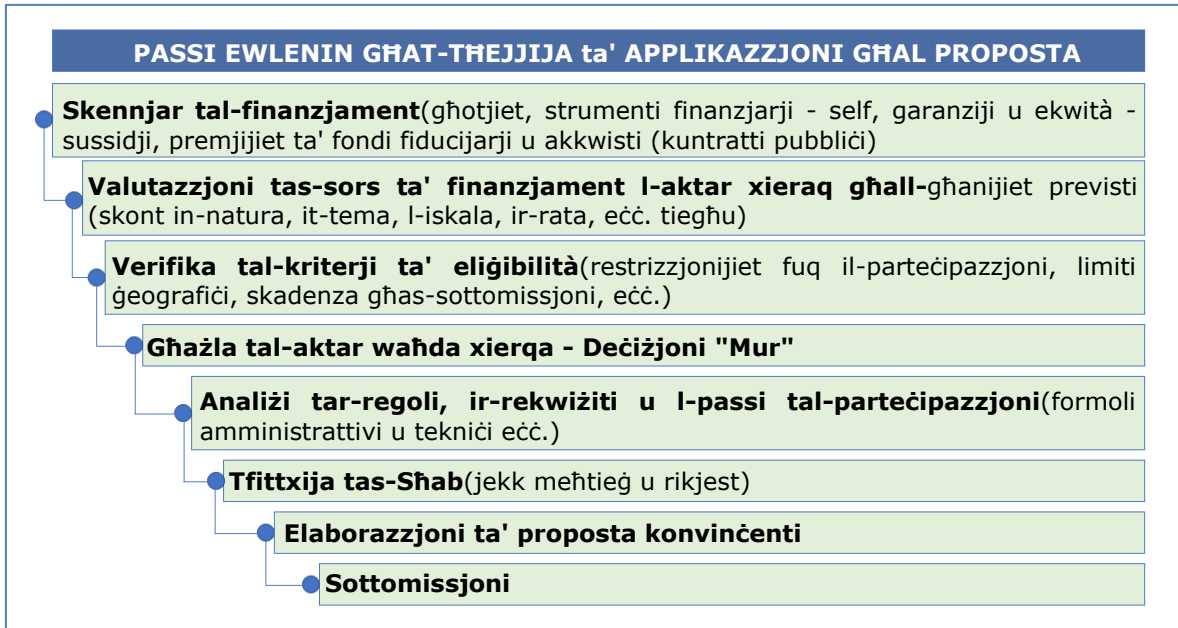 PASSI EWLENIN GĦAT-TĦEJJIJA ta' APPLIKAZZJONI GĦAL PROPOSTA
Skennjar tal-finanzjament(għotjiet, strumenti finanzjarji - self, garanziji u ekwità -
sussidji, premjijiet ta' fondi fiduċijarji u akkwisti (kuntratti pubbliċi)
Valutazzjoni tas-sors ta' finanzjament l-aktar xieraq għall-għanijiet previsti
(skont in-natura, it-tema, l-iskala, ir-rata, eċċ. tiegħu)
Verifika tal-kriterji ta' eliġibilità(restrizzjonijiet fuq il-parteċipazzjoni, limiti
ġeografiċi, skadenza għas-sottomissjoni, eċċ.)
Għażla tal-aktar waħda xierqa - Deċiżjoni "Mur"
Analiżi tar-regoli, ir-rekwiżiti u l-passi tal-parteċipazzjoni(formoli
amministrattivi u tekniċi eċċ.)
Tfittxija tas-Sħab(jekk meħtieġ u rikjest)
Elaborazzjoni ta' proposta konvinċenti
Sottomissjoni